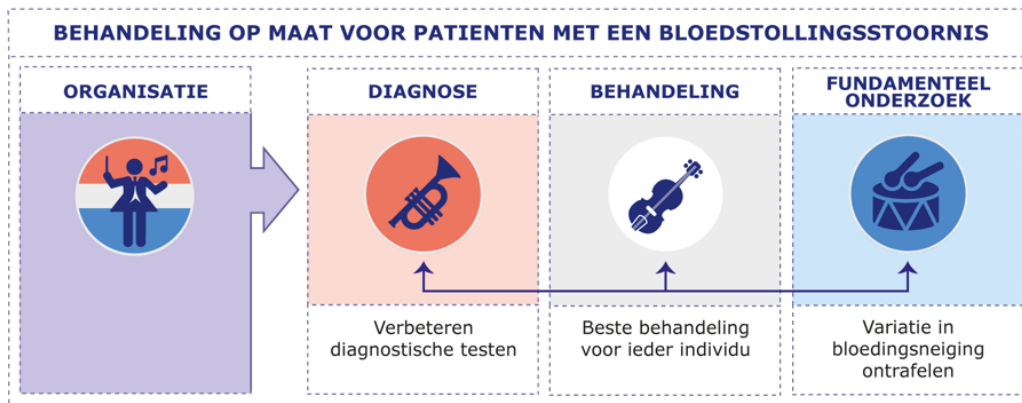 BEHANDELING OP MAAT VOOR PATIENTEN MET EEN BLOEDSTOLLINGSSTOORNIS
ORGANISATIE
DIAGNOSE
BEHANDELING
FUNDAMENTEEL
ONDERZOEK
Verbeteren
diagnostische testen
Beste behandeling
voor ieder individu
Variatie in
bloedingsneiging
ontrafelen